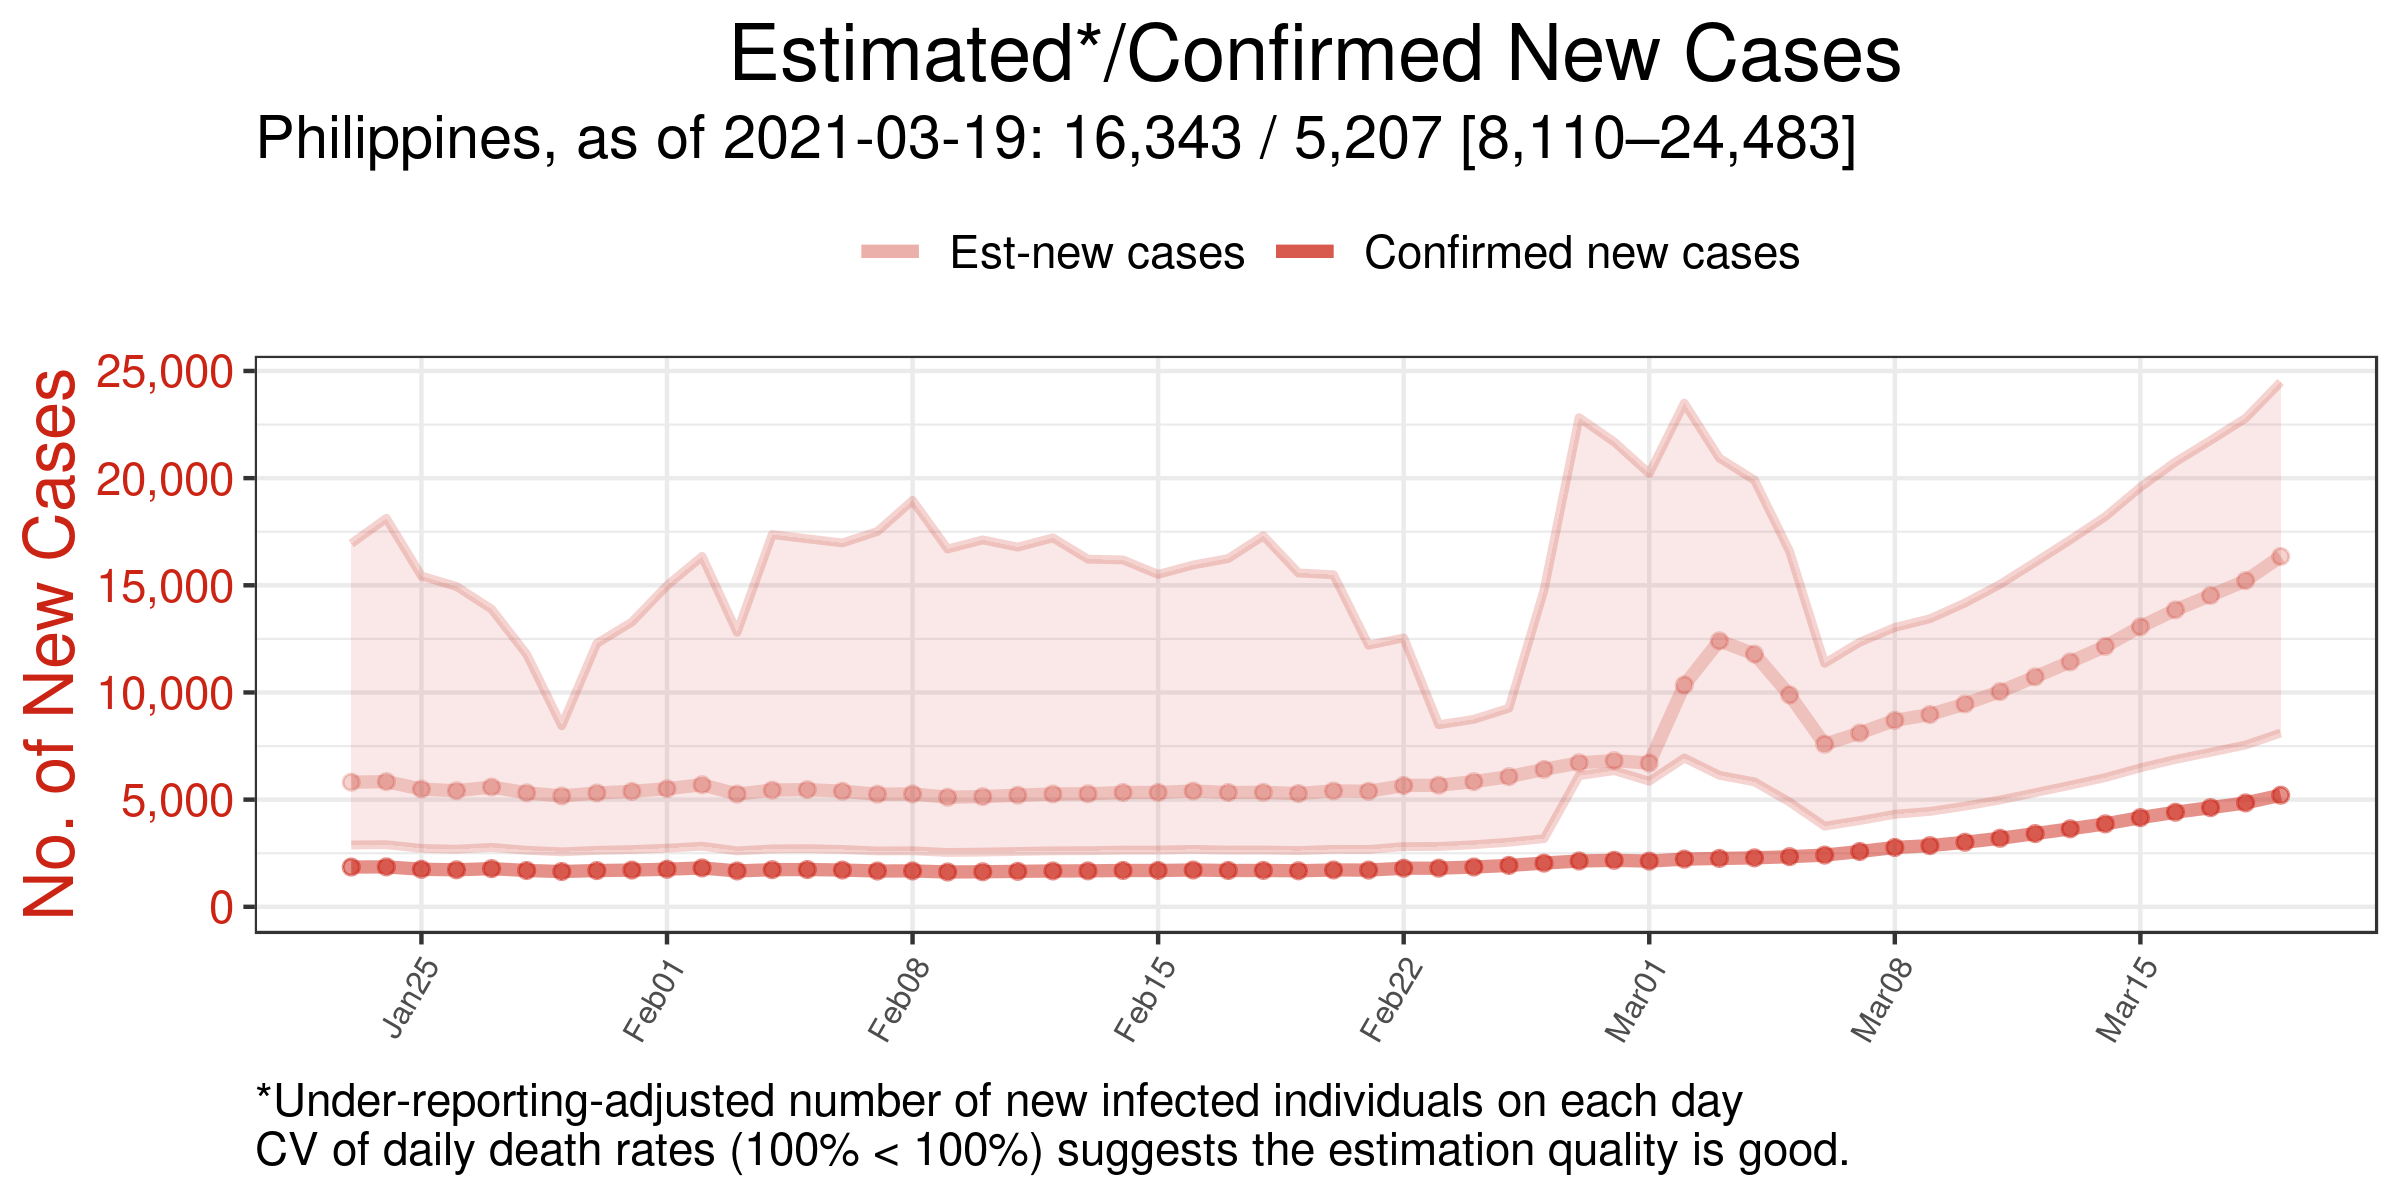 Estimated*/Confirmed New Cases
Philippines, as of 2021-03-19: 16,343 / 5,207 [8,110–24,483]
Est-new cases Confirmed new cases
No. of New Cases
25,000
20,000
15,000
10,000
5,000
0
Jan25 Feb01 Feb08 Feb15 Feb22 Mar01 Mar08 Mar15
*Under-reporting-adjusted number of new infected individuals on each day
CV of daily death rates (100% < 100%) suggests the estimation quality is good.